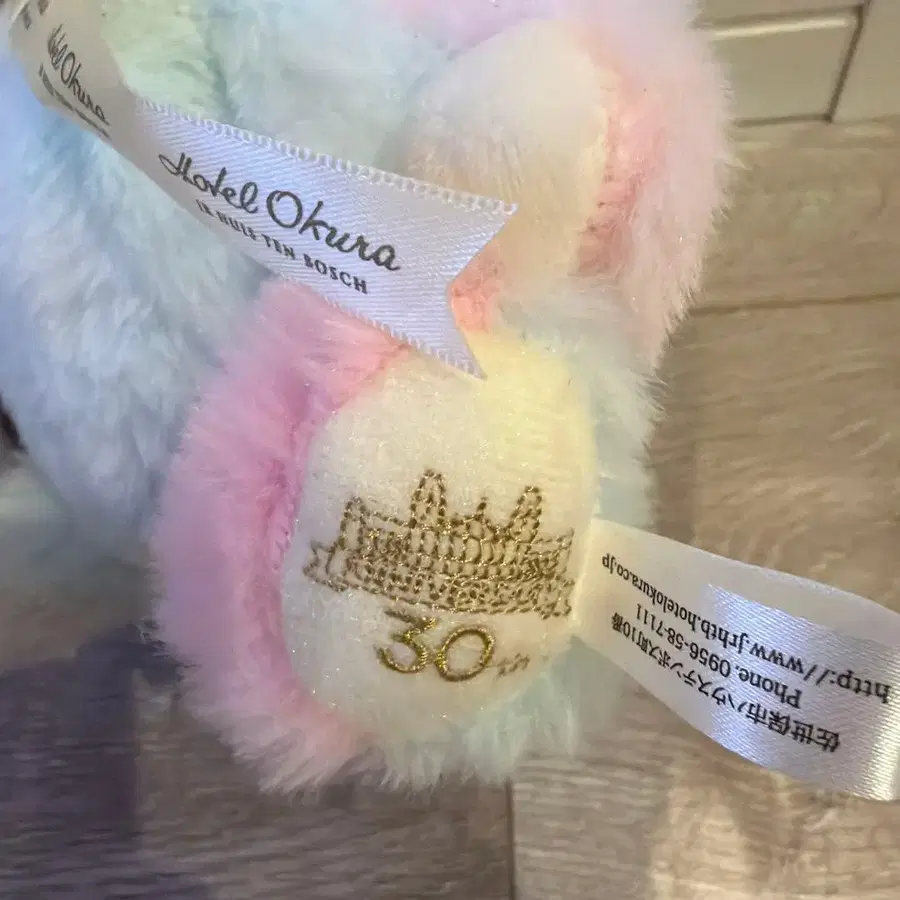 Hotel Okura
Hotel Okura
JR HUIS TEN BOSCH
30
佐世保市ハウステンボス町10番
Phone. 0956-58-7111
http://www.jrhtb.hotelokura.co.jp